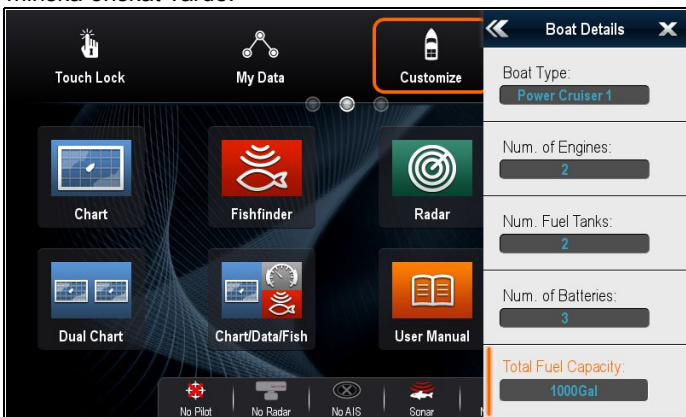 Touch Lock
My Data
Customize
Chart
Fishfinder
Radar
Dual Chart
Chart/Data/Fish
User Manual
No Pilot
No Radar
No AIS
Sonar
Boat Details
Boat Type:
Power Cruiser 1
Num. of Engines:
2
Num. Fuel Tanks:
2
Num. of Batteries:
3
Total Fuel Capacity:
1000Gal